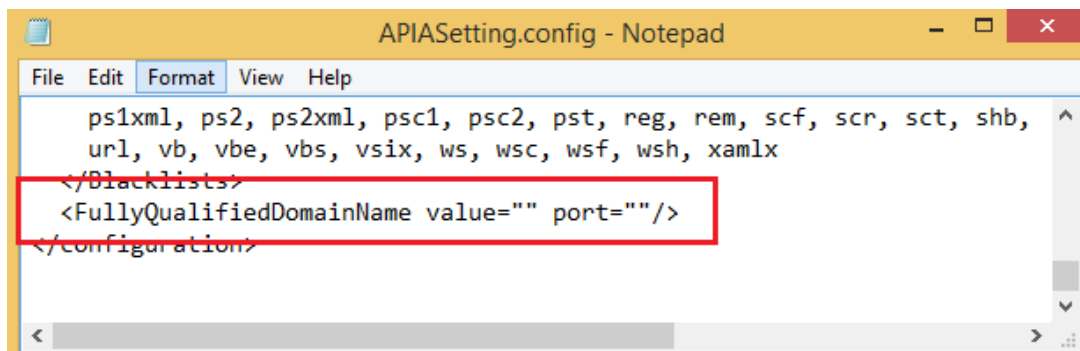 APIASetting.config - Notepad
File Edit Format View Help
ps1xml, ps2, ps2xml, psc1, psc2, pst, reg, rem, scf, scr, sct, shb,
url, vb, vbe, vbs, vsix, ws, wsc, wsf, wsh, xamlx
</Blacklists>
<FullyQualifiedDomainName value="" port=""/>
</configuration>